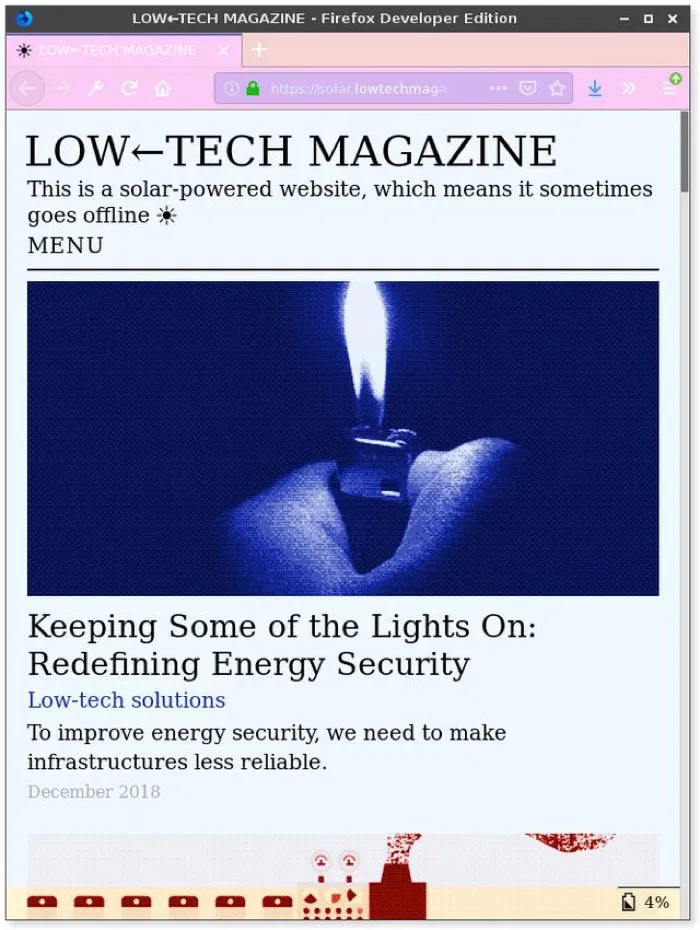 LOW←TECH MAGAZINE - Firefox Developer Edition
LOW←TECH MAGAZINE
https://solar.lowtechmaga
LOW←TECH MAGAZINE
This is a solar-powered website, which means it sometimes
goes offline ☀
MENU
Keeping Some of the Lights On:
Redefining Energy Security
Low-tech solutions
To improve energy security, we need to make
infrastructures less reliable.
December 2018
4%